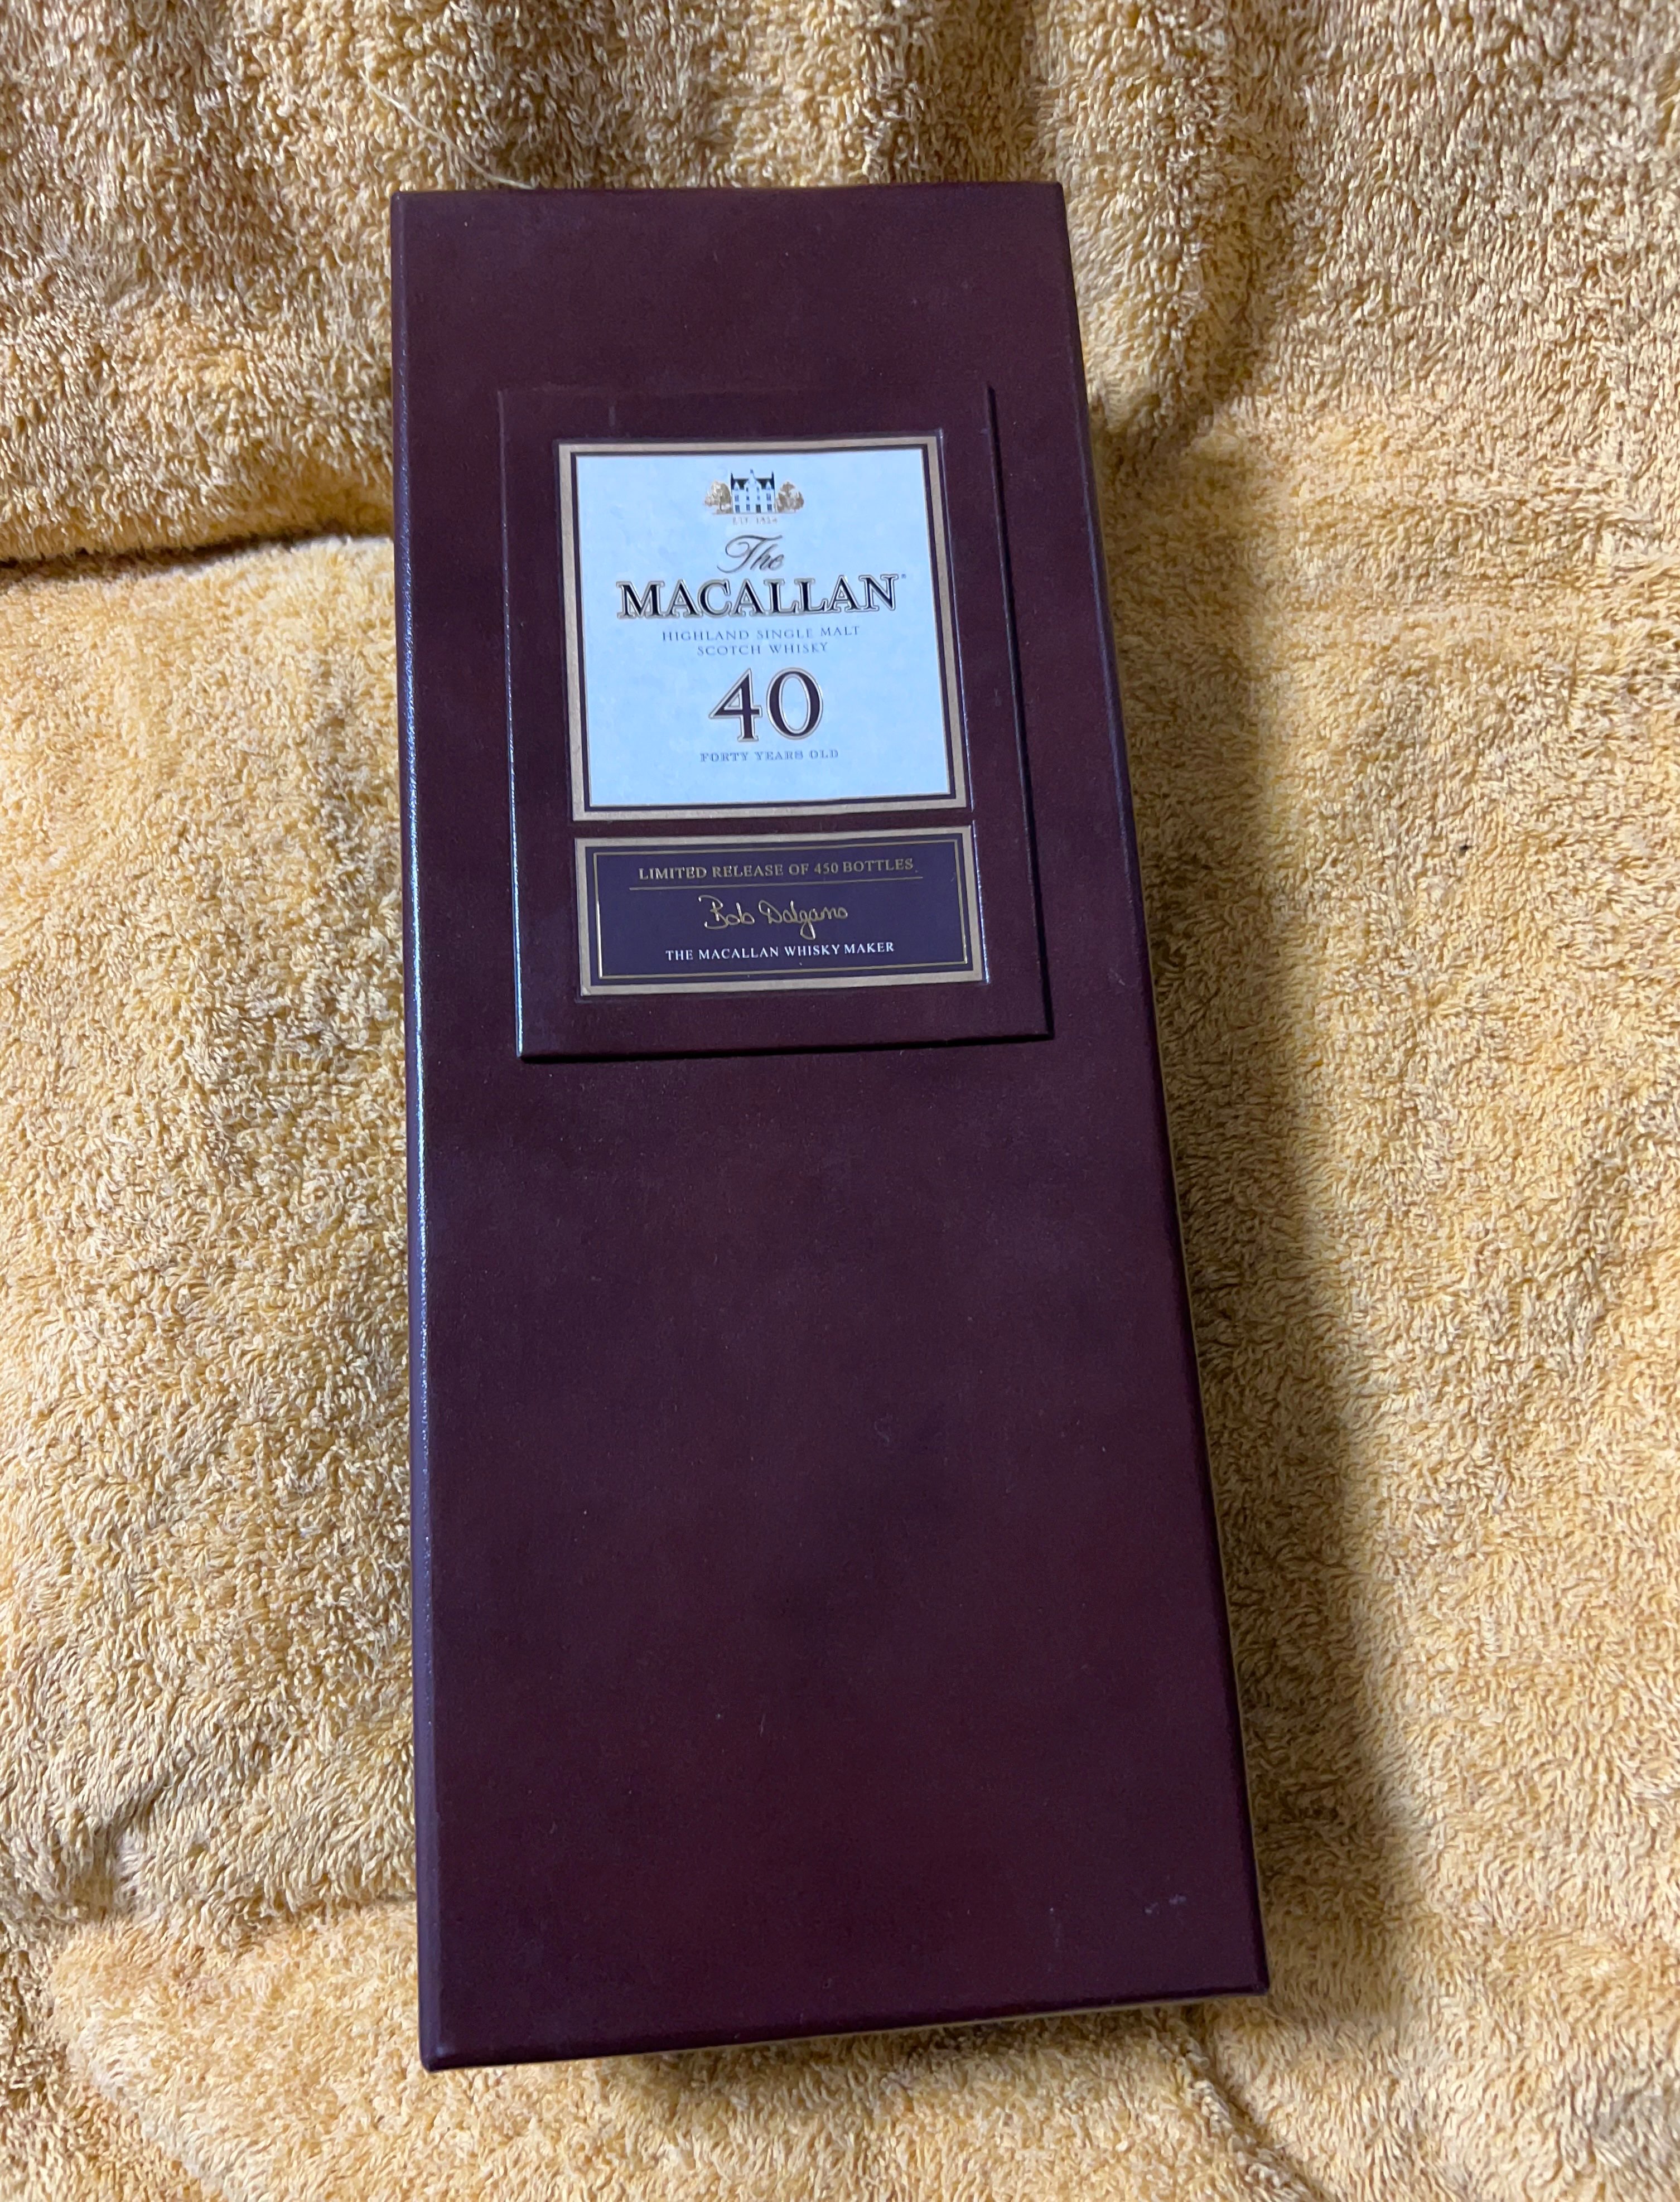 EST. 1824
The
MACALLAN®
HIGHLAND SINGLE MALT
SCOTCH WHISKY
40
FORTY YEARS OLD
LIMITED RELEASE OF 450 BOTTLES
Bob Dalgarno
THE MACALLAN WHISKY MAKER